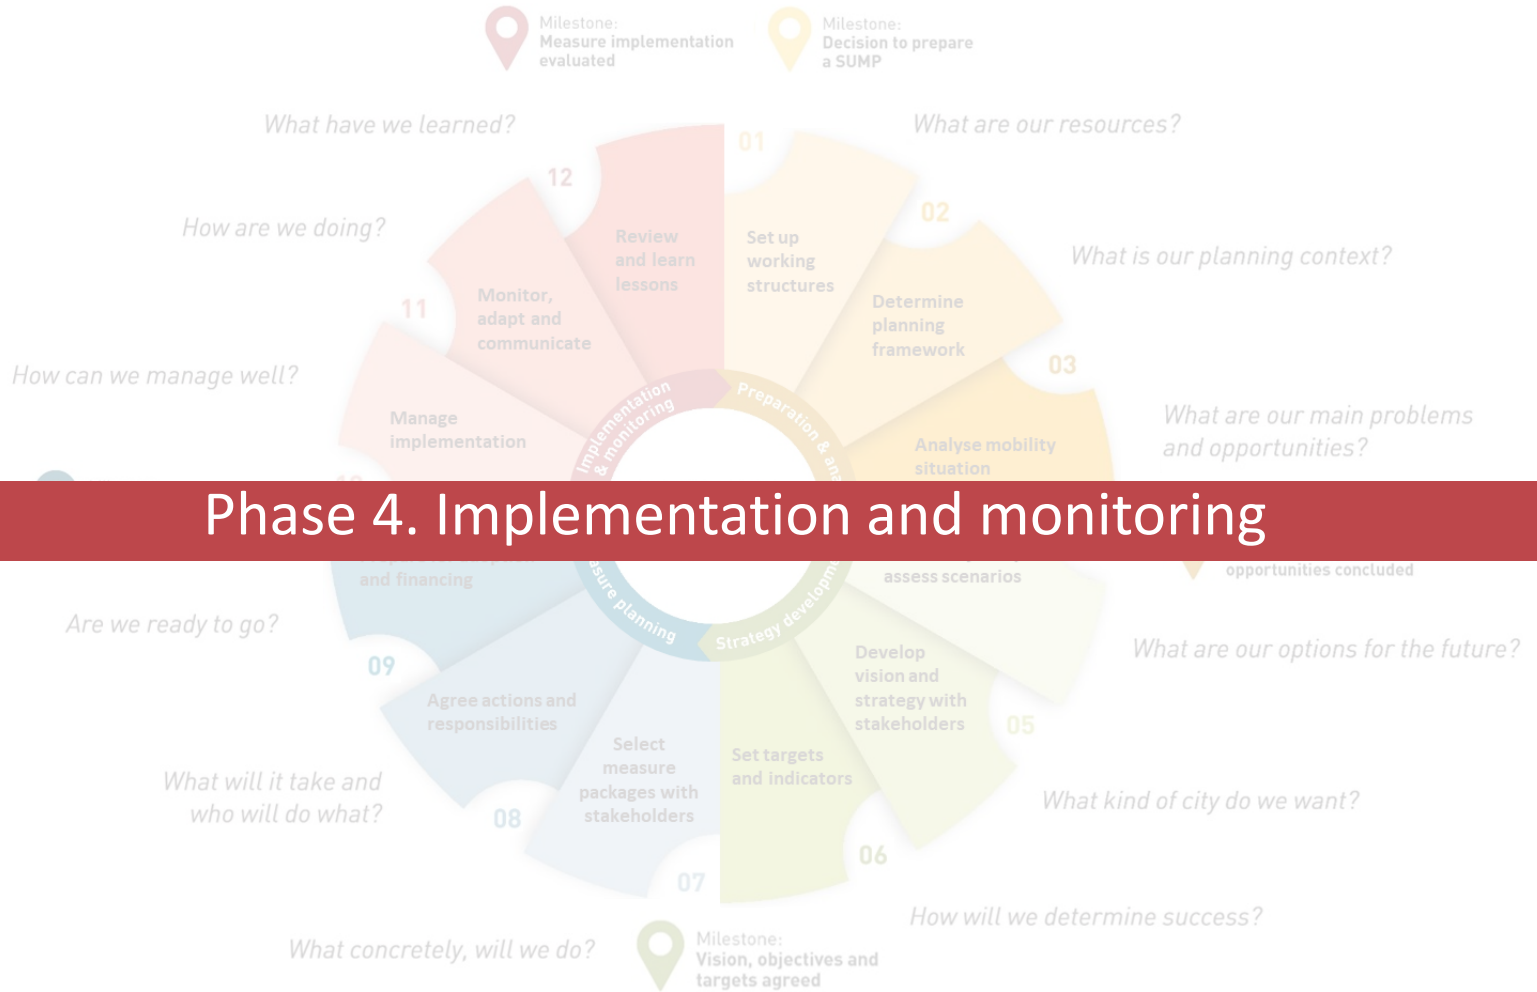 Milestone:
Measure implementation
evaluated
Milestone:
Decision to prepare
a SUMP
What have we learned?
What are our resources?
01
12
02
How are we doing?
Review
and learn
lessons
Set up
working
structures
What is our planning context?
11
Monitor,
adapt and
communicate
Determine
planning
framework
03
How can we manage well?
Implementation
& monitoring
Preparation &
What are our main problems
and opportunities?
Manage
implementation
Analyse mobility
situation
Phase 4. Implementation and monitoring
and financing
assess scenarios
opportunities concluded
planning
Strategy
Are we ready to go?
What are our options for the future?
09
Develop
vision and
strategy with
stakeholders
05
Agree actions and
responsibilities
Select
measure
packages with
stakeholders
Set targets
and indicators
What will it take and
who will do what?
What kind of city do we want?
08
06
07
How will we determine success?
What concretely, will we do?
Milestone:
Vision, objectives and
targets agreed